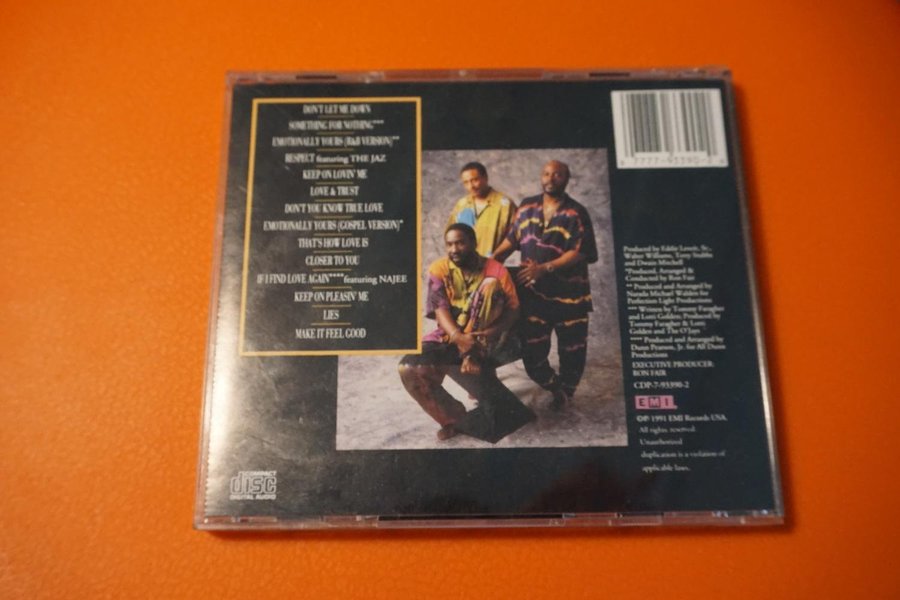 DON'T LET ME DOWN
SOMETHING FOR NOTHING***
EMOTIONALLY YOURS (R&B VERSION)**
RESPECT featuring THE JAZ
KEEP ON LOVIN' ME
LOVE & TRUST
DON'T YOU KNOW TRUE LOVE
EMOTIONALLY YOURS (GOSPEL VERSION)*
THAT'S HOW LOVE IS
CLOSER TO YOU
IF I FIND LOVE AGAIN**** featuring NAJEE
KEEP ON PLEASIN' ME
LIES
MAKE IT FEEL GOOD
COMPACT
disc
DIGITAL AUDIO
7777-93390-2
Produced by Eddie Levert, Sr.,
Walter Williams, Terry Stubbs
and Dwain Mitchell
*Produced, Arranged &
Conducted by Ron Fair
** Produced and Arranged by
Narada Michael Walden for
Perfection Light Productions
*** Written by Tommy Faragher
and Lotti Golden; Produced by
Tommy Faragher & Lotti
Golden and The O'Jays
**** Produced and Arranged by
Dunn Pearson, Jr. for All Dunn
Productions
EXECUTIVE PRODUCER:
RON FAIR
CDP-7-93390-2
EMI
©℗ 1991 EMI Records USA.
All rights reserved.
Unauthorized
duplication is a violation of
applicable laws.